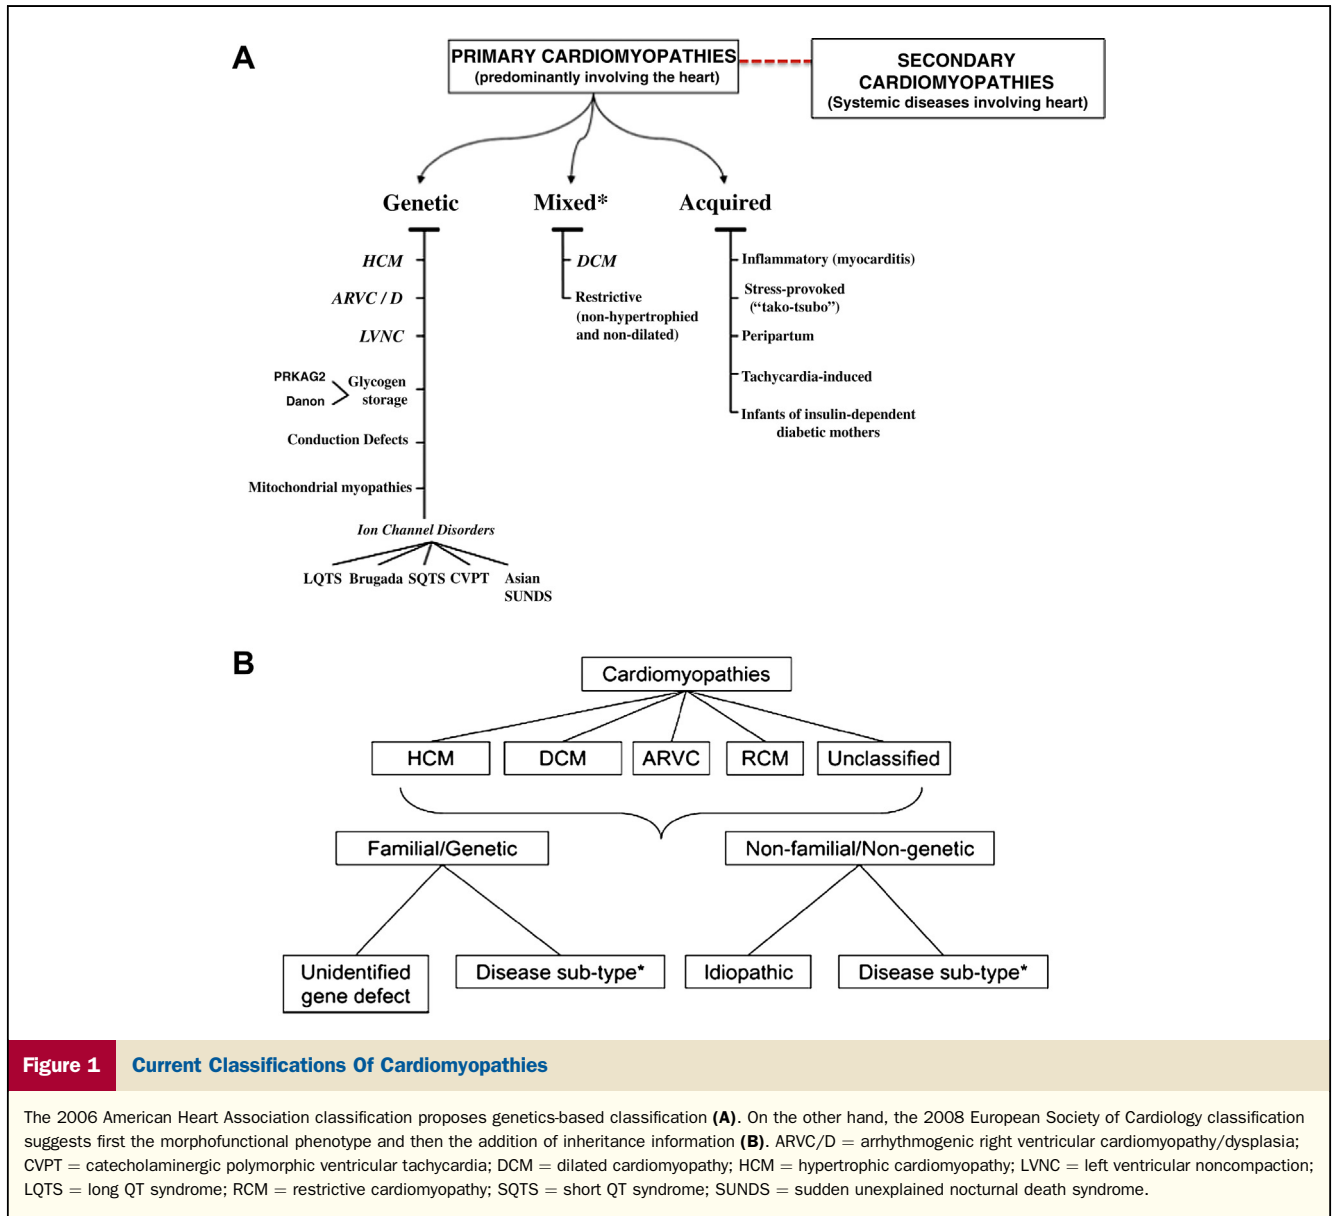 A
PRIMARY CARDIOMYOPATHIES
(predominantly involving the heart)
SECONDARY
CARDIOMYOPATHIES
(Systemic diseases involving heart)
Genetic
HCM
ARVC / D
LVNC
PRKAG2
Danon
Glycogen
storage
Conduction Defects
Mitochondrial myopathies
Ion Channel Disorders
LQTS
Brugada
SQTS
CVPT
Asian
SUNDS
Mixed*
DCM
Restrictive
(non-hypertrophied
and non-dilated)
Acquired
Inflammatory (myocarditis)
Stress-provoked
(“tako-tsubo”)
Peripartum
Tachycardia-induced
Infants of insulin-dependent
diabetic mothers
B
Cardiomyopathies
HCM
DCM
ARVC
RCM
Unclassified
Familial/Genetic
Non-familial/Non-genetic
Unidentified
gene defect
Disease sub-type*
Idiopathic
Disease sub-type*
Figure 1
Current Classifications Of Cardiomyopathies
The 2006 American Heart Association classification proposes genetics-based classification (A). On the other hand, the 2008 European Society of Cardiology classification
suggests first the morphofunctional phenotype and then the addition of inheritance information (B). ARVC/D = arrhythmogenic right ventricular cardiomyopathy/dysplasia;
CVPT = catecholaminergic polymorphic ventricular tachycardia; DCM = dilated cardiomyopathy; HCM = hypertrophic cardiomyopathy; LVNC = left ventricular noncompaction;
LQTS = long QT syndrome; RCM = restrictive cardiomyopathy; SQTS = short QT syndrome; SUNDS = sudden unexplained nocturnal death syndrome.